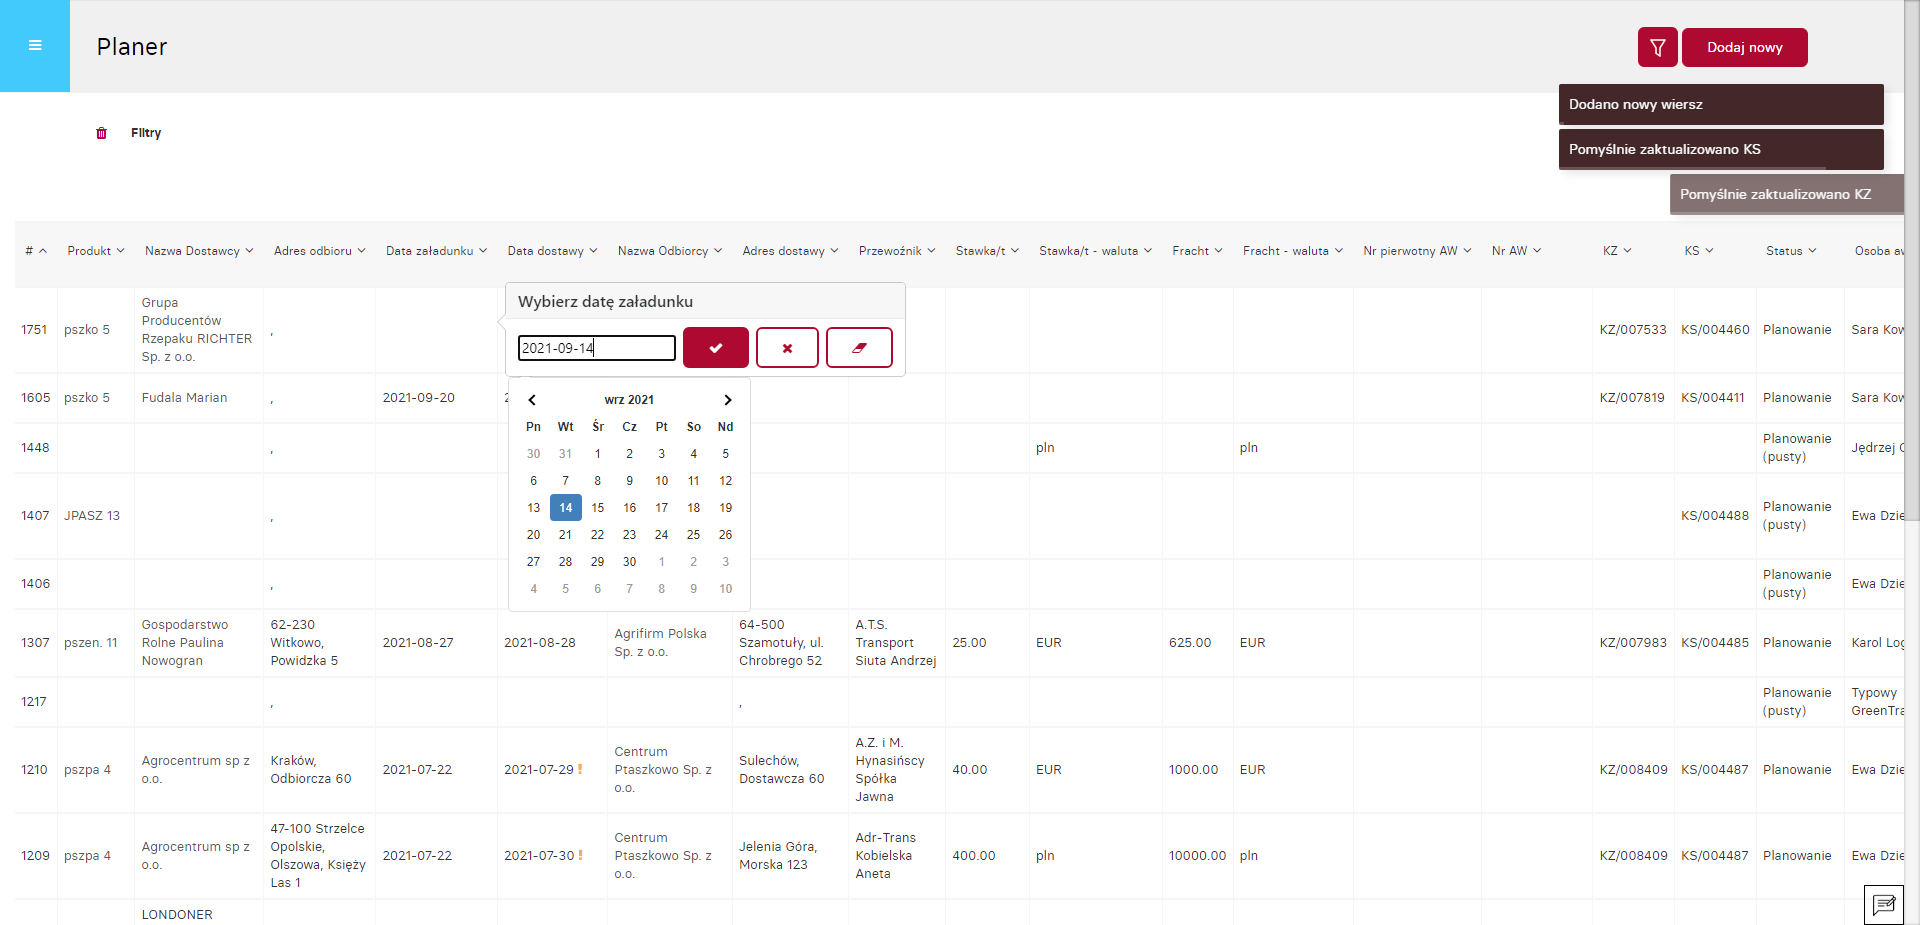 Planer
Dodaj nowy
Dodano nowy wiersz
Pomyślnie zaktualizowano KS
Pomyślnie zaktualizowano KZ
Filtry
# Produkt Nazwa Dostawcy Adres odbioru Data załadunku Data dostawy Nazwa Odbiorcy Adres dostawy Przewoźnik Stawka/t Stawka/t - waluta Fracht Fracht - waluta Nr pierwotny AW Nr AW KZ KS Status Osoba
Wybierz datę załadunku
2021-09-14
wrz 2021
Pn Wt Śr Cz Pt So Nd
30 31 1 2 3 4 5
6 7 8 9 10 11 12
13 14 15 16 17 18 19
20 21 22 23 24 25 26
27 28 29 30 1 2 3
4 5 6 7 8 9 10
1751 pszko 5
Grupa
Producentów
Rzepaku RICHTER
Sp. z o.o.
,
KZ/007533 KS/004460 Planowanie Sara
1605 pszko 5 Fudala Marian , 2021-09-20 KZ/007819 KS/004411 Planowanie Sara
1448 , pln pln
Planowanie
(pusty)
Jędrzej
1407 JPASZ 13 , KS/004488
Planowanie
(pusty)
Ewa
1406 ,
Planowanie
(pusty)
Ewa
1307 pszen. 11
Gospodarstwo
Rolne Paulina
Nowogran
62-230
Witkowo,
Powidzka 5
2021-08-27 2021-08-28
Agrifirm Polska
Sp. z o.o.
64-500
Szamotuły, ul.
Chrobrego 52
A.T.S.
Transport
Siuta Andrzej
25.00 EUR 625.00 EUR KZ/007983 KS/004485 Planowanie Karol
1217 , ,
Planowanie
(pusty)
Typowy
1210 pszpa 4
Agrocentrum sp z
o.o.
Kraków,
Odbiorcza 60
2021-07-22 2021-07-29 !
Centrum
Ptaszkowo Sp. z
o.o.
Sulechów,
Dostawcza 60
A.Z. i M.
Hynasińscy
Spółka
Jawna
40.00 EUR 1000.00 EUR KZ/008409 KS/004487 Planowanie Ewa
1209 pszpa 4
Agrocentrum sp z
o.o.
47-100 Strzelce
Opolskie,
Olszowa, Księży
Las 1
2021-07-22 2021-07-30 !
Centrum
Ptaszkowo Sp. z
o.o.
Jelenia Góra,
Morska 123
Adr-Trans
Kobielska
Aneta
400.00 pln 10000.00 pln KZ/008409 KS/004487 Planowanie Ewa
LONDONER